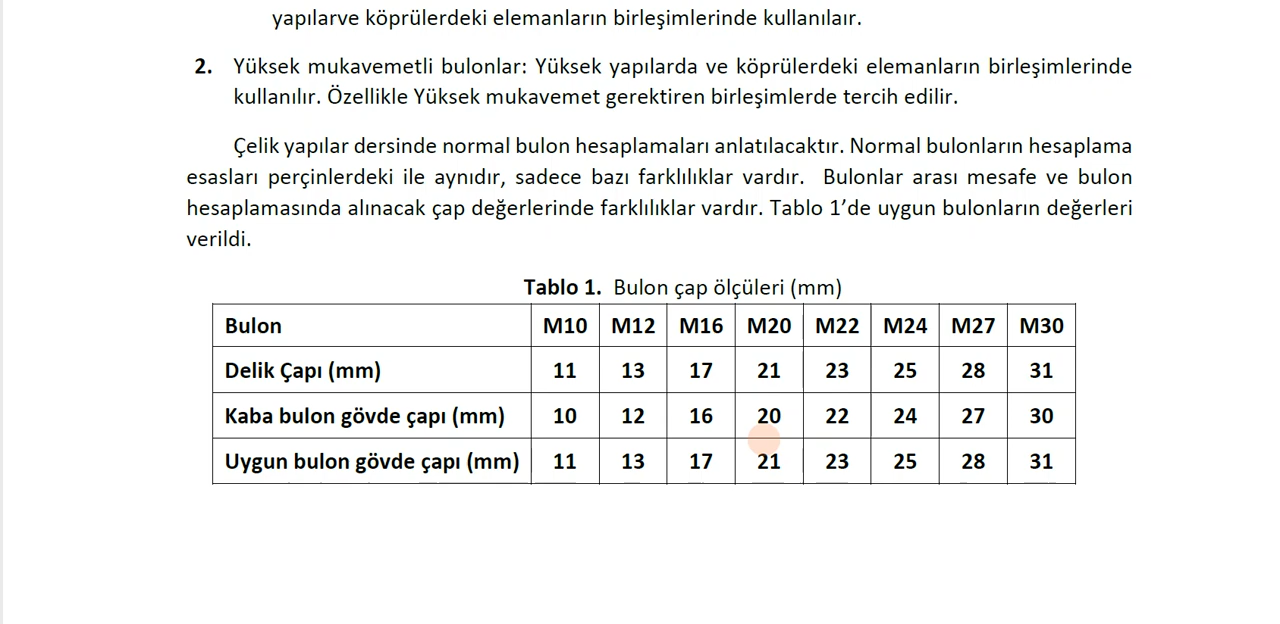 yapılarve köprülerdeki elemanların birleşimlerinde kullanılaır.
2. Yüksek mukavemetli bulonlar: Yüksek yapılarda ve köprülerdeki elemanların birleşimlerinde
kullanılır. Özellikle Yüksek mukavemet gerektiren birleşimlerde tercih edilir.
Çelik yapılar dersinde normal bulon hesaplamaları anlatılacaktır. Normal bulonların hesaplama
esasları perçinlerdeki ile aynıdır, sadece bazı farklılıklar vardır. Bulonlar arası mesafe ve bulon
hesaplamasında alınacak çap değerlerinde farklılıklar vardır. Tablo 1’de uygun bulonların değerleri
verildi.
Tablo 1. Bulon çap ölçüleri (mm)
Bulon M10 M12 M16 M20 M22 M24 M27 M30
Delik Çapı (mm) 11 13 17 21 23 25 28 31
Kaba bulon gövde çapı (mm) 10 12 16 20 22 24 27 30
Uygun bulon gövde çapı (mm) 11 13 17 21 23 25 28 31